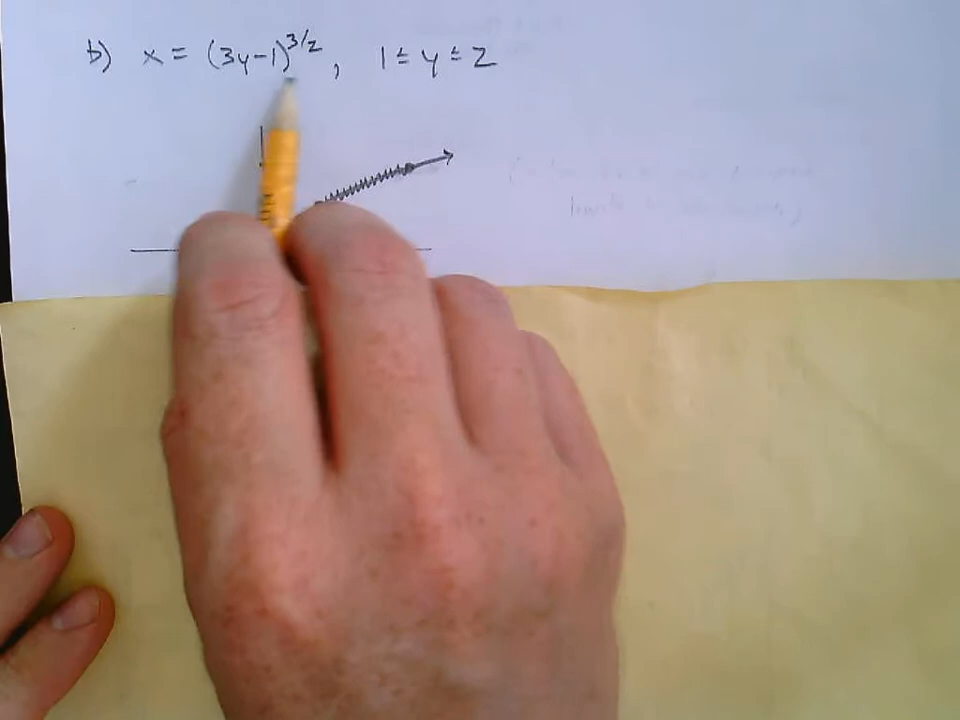 b) x = (3y-1)^{3/2}, 1 ≤ y ≤ 2